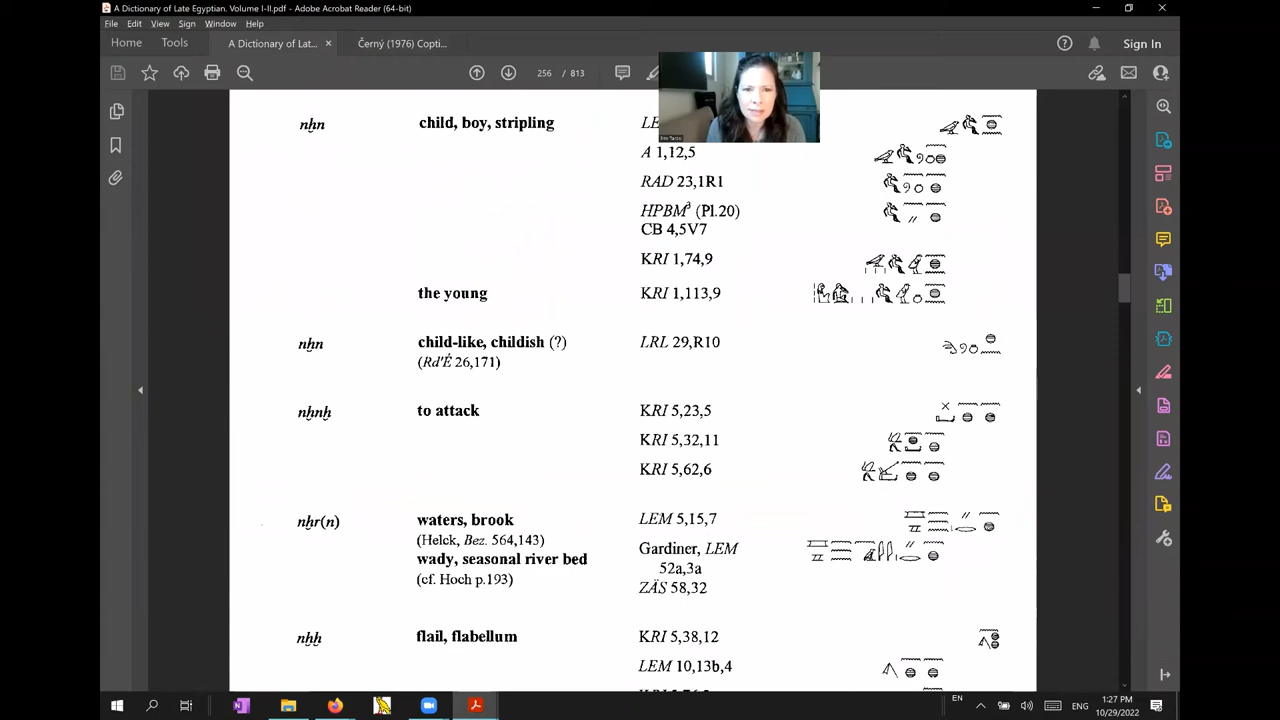 A Dictionary of Late Egyptian. Volume I-II.pdf - Adobe Acrobat Reader (64-bit)
File Edit View Sign Window Help
Home Tools A Dictionary of Lat... × Černý (1976) Copti... Sign In
256 / 813
nḫn child, boy, stripling
A 1,12,5
RAD 23,1R1
HPBM³ (Pl.20)
CB 4,5V7
KRI 1,74,9
the young KRI 1,113,9
nḫn child-like, childish (?) LRL 29,R10
(Rd'É 26,171)
nḫnḫ to attack KRI 5,23,5
KRI 5,32,11
KRI 5,62,6
nḫr(n) waters, brook LEM 5,15,7
(Helck, Bez. 564,143) Gardiner, LEM
wady, seasonal river bed 52a,3a
(cf. Hoch p.193) ZÄS 58,32
nḫḫ flail, flabellum KRI 5,38,12
LEM 10,13b,4
EN ENG 1:27 PM
10/29/2022